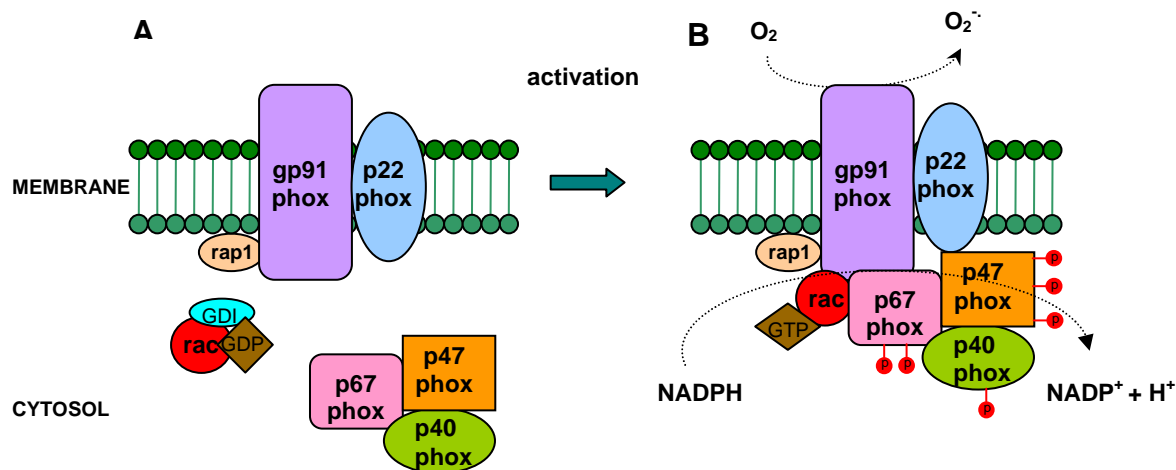 A
activation
MEMBRANE
gp91
phox
p22
phox
rap1
GDI
rac
GDP
p67
phox
p47
phox
p40
phox
CYTOSOL
B
O₂
O₂⁻·
gp91
phox
p22
phox
rap1
rac
GTP
p67
phox
p47
phox
p40
phox
P
P
P
P
P
P
NADPH
NADP⁺ + H⁺